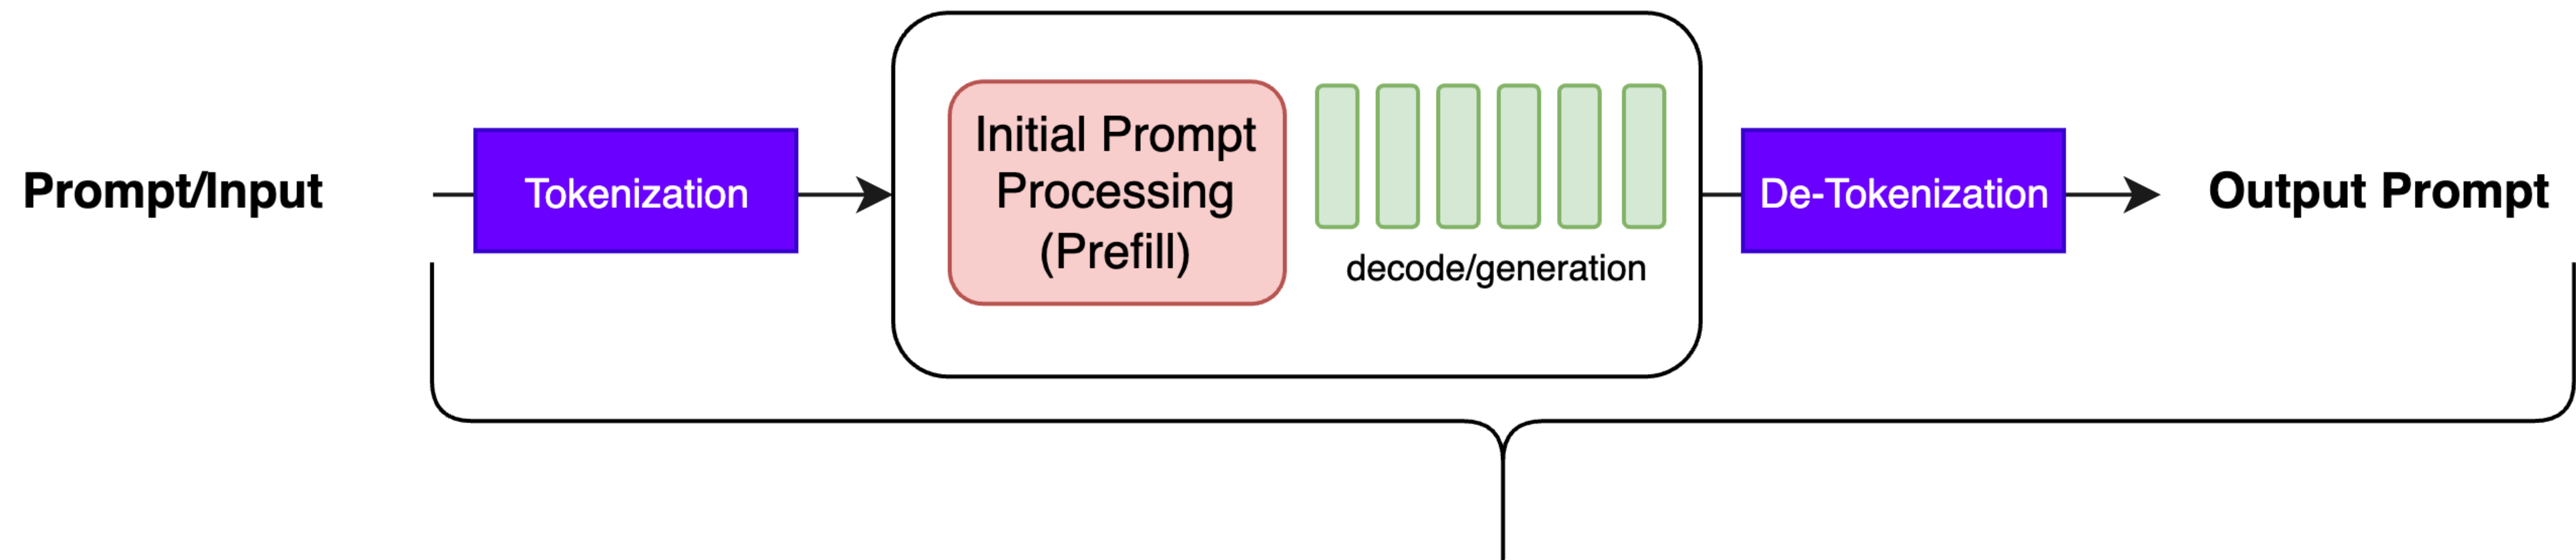 Prompt/Input
Tokenization
Initial Prompt
Processing
(Prefill)
decode/generation
De-Tokenization
Output Prompt